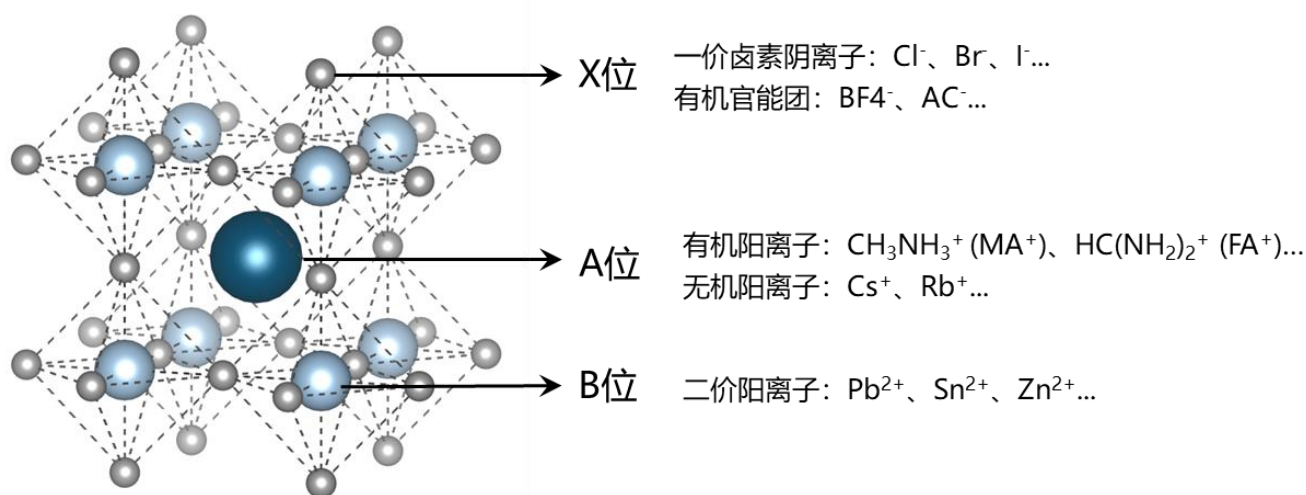 X位
一价卤素阴离子：Cl⁻、Br⁻、I⁻...
有机官能团：BF4⁻、AC⁻...
A位
有机阳离子：CH₃NH₃⁺ (MA⁺)、HC(NH₂)₂⁺ (FA⁺)...
无机阳离子：Cs⁺、Rb⁺...
B位
二价阳离子：Pb²⁺、Sn²⁺、Zn²⁺...